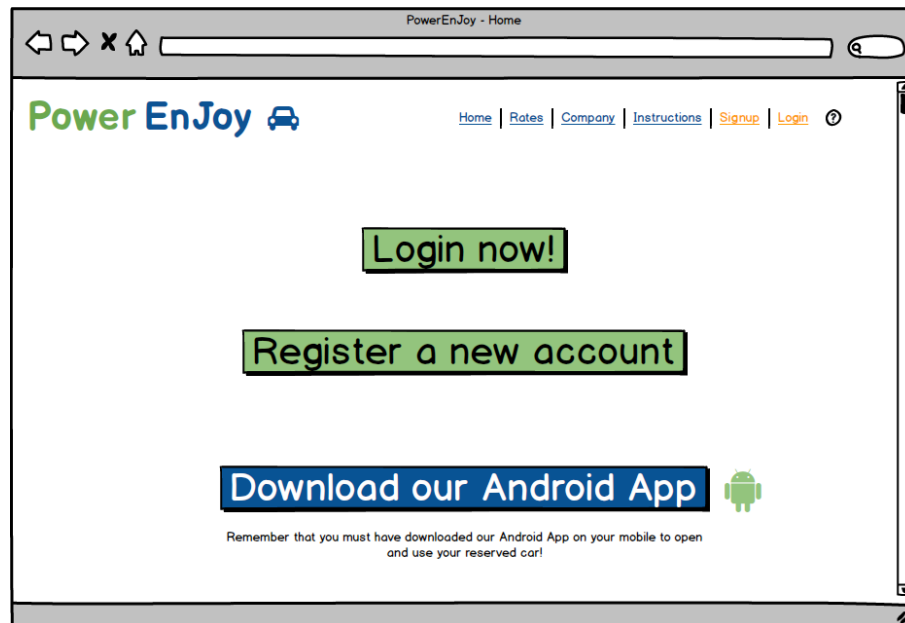 PowerEnJoy - Home
Power EnJoy
Home | Rates | Company | Instructions | Signup | Login ?
Login now!
Register a new account
Download our Android App
Remember that you must have downloaded our Android App on your mobile to open
and use your reserved car!